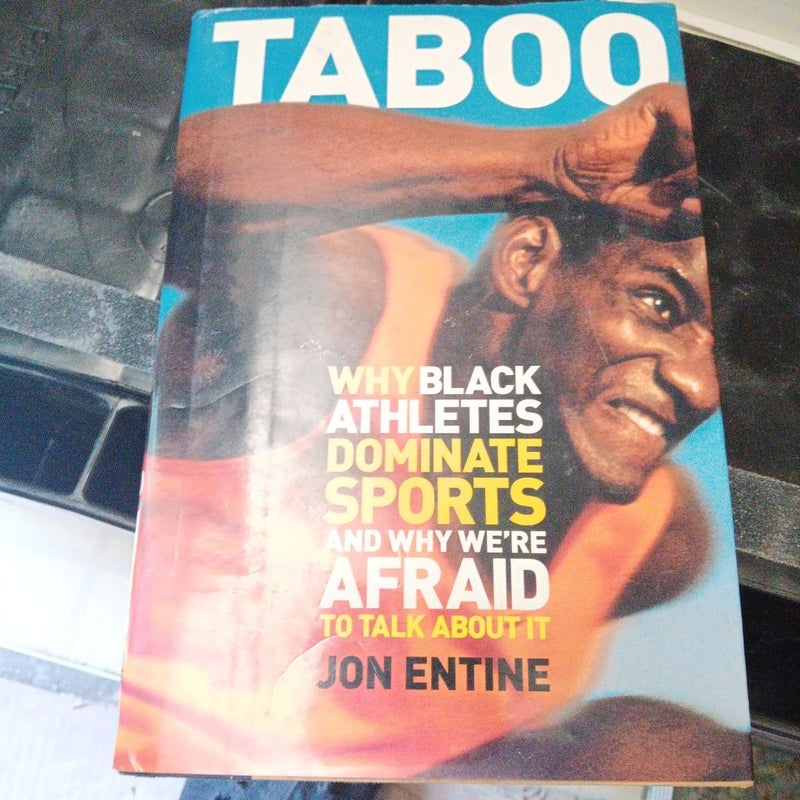 TABOO
WHY BLACK
ATHLETES
DOMINATE
SPORTS
AND WHY WE'RE
AFRAID
TO TALK ABOUT IT
JON ENTINE